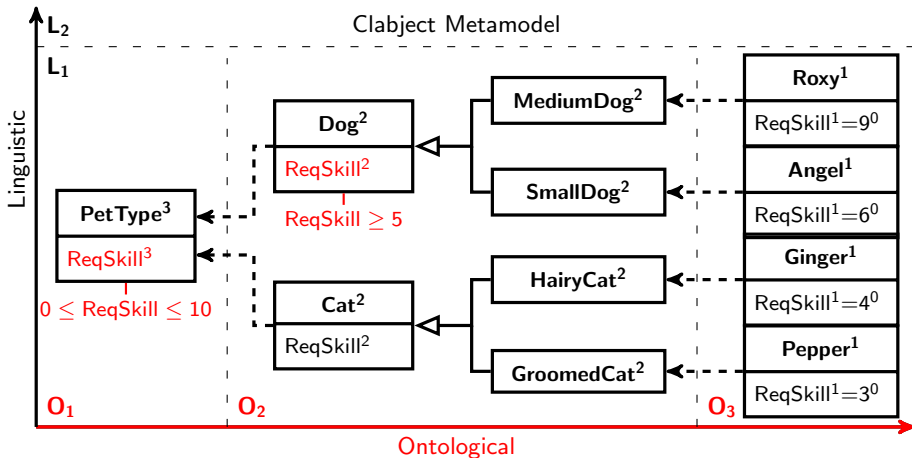 L₂
Clabject Metamodel
L₁
Linguistic
PetType³
ReqSkill³
0 ≤ ReqSkill ≤ 10
Dog²
ReqSkill²
ReqSkill ≥ 5
Cat²
ReqSkill²
MediumDog²
SmallDog²
HairyCat²
GroomedCat²
Roxy¹
ReqSkill¹=9⁰
Angel¹
ReqSkill¹=6⁰
Ginger¹
ReqSkill¹=4⁰
Pepper¹
ReqSkill¹=3⁰
O₁
O₂
O₃
Ontological